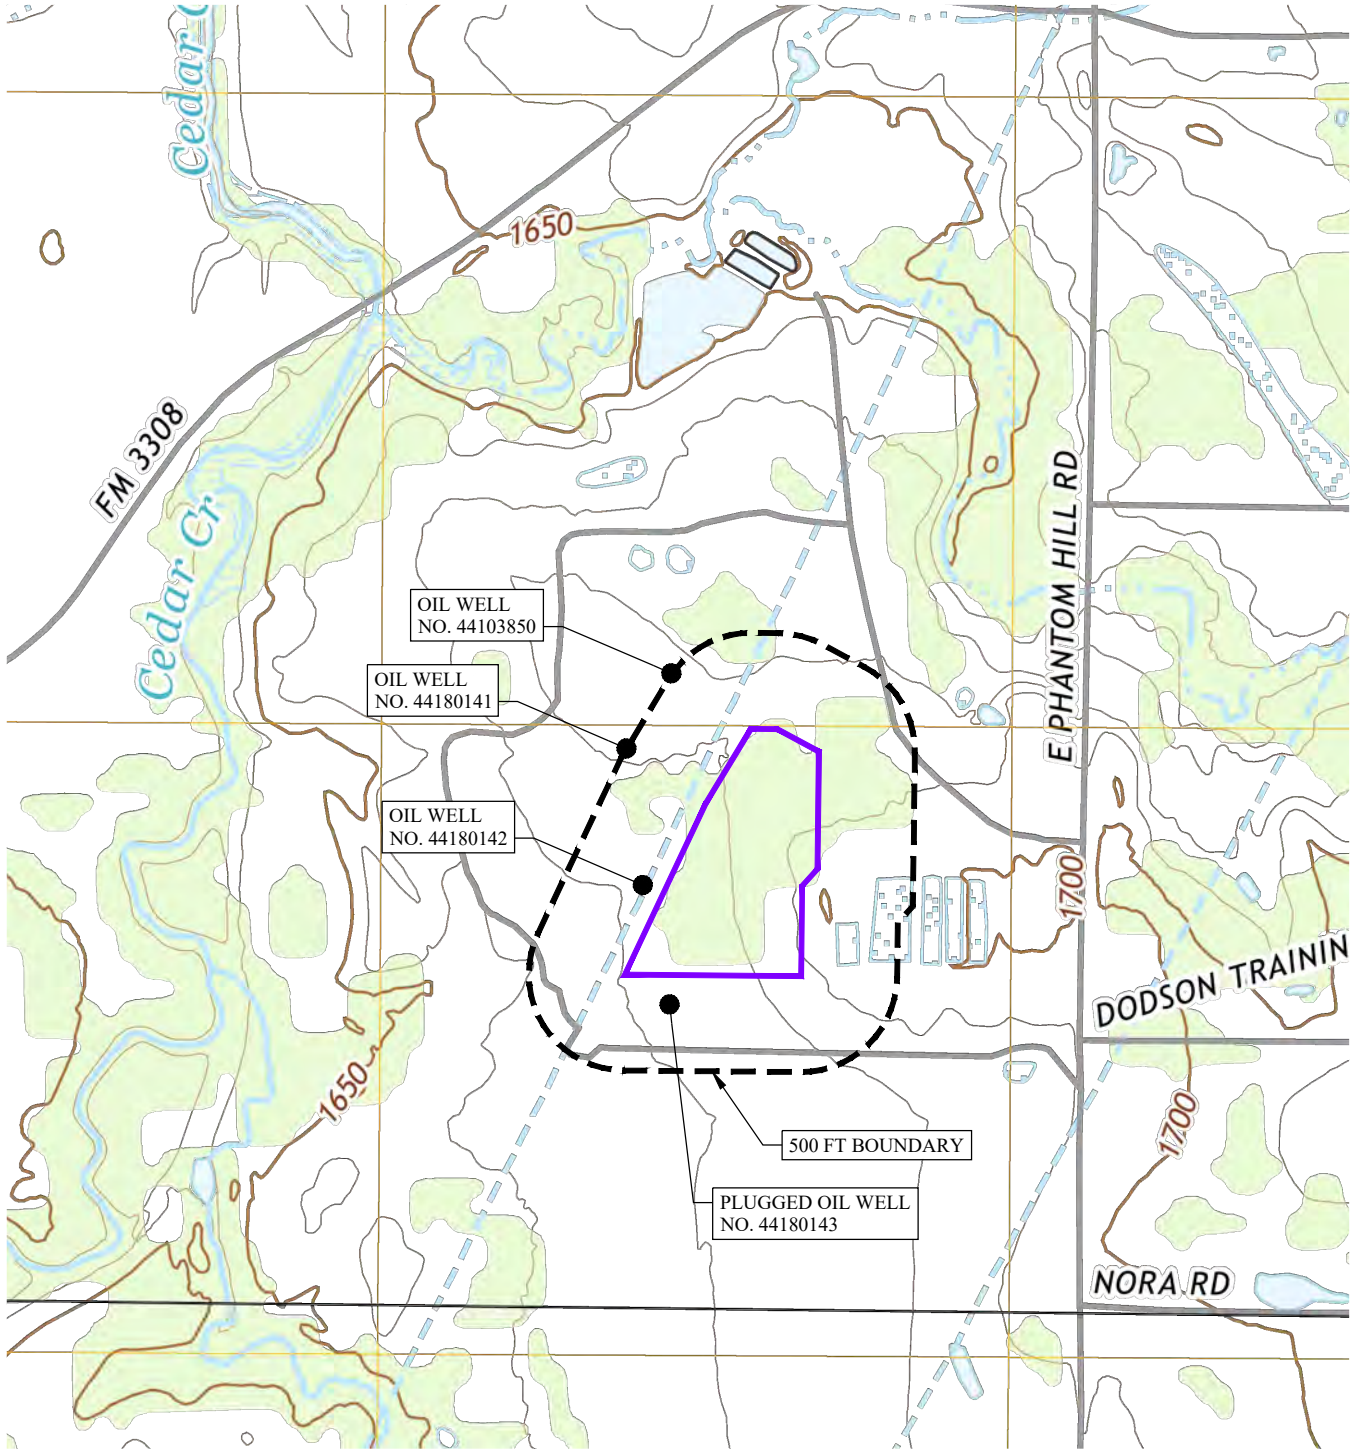 Cedar C
1650
FM 3308
Cedar Cr
E PHANTOM HILL RD
OIL WELL
NO. 44103850
OIL WELL
NO. 44180141
OIL WELL
NO. 44180142
1700
DODSON TRAININ
1650
1700
500 FT BOUNDARY
PLUGGED OIL WELL
NO. 44180143
NORA RD